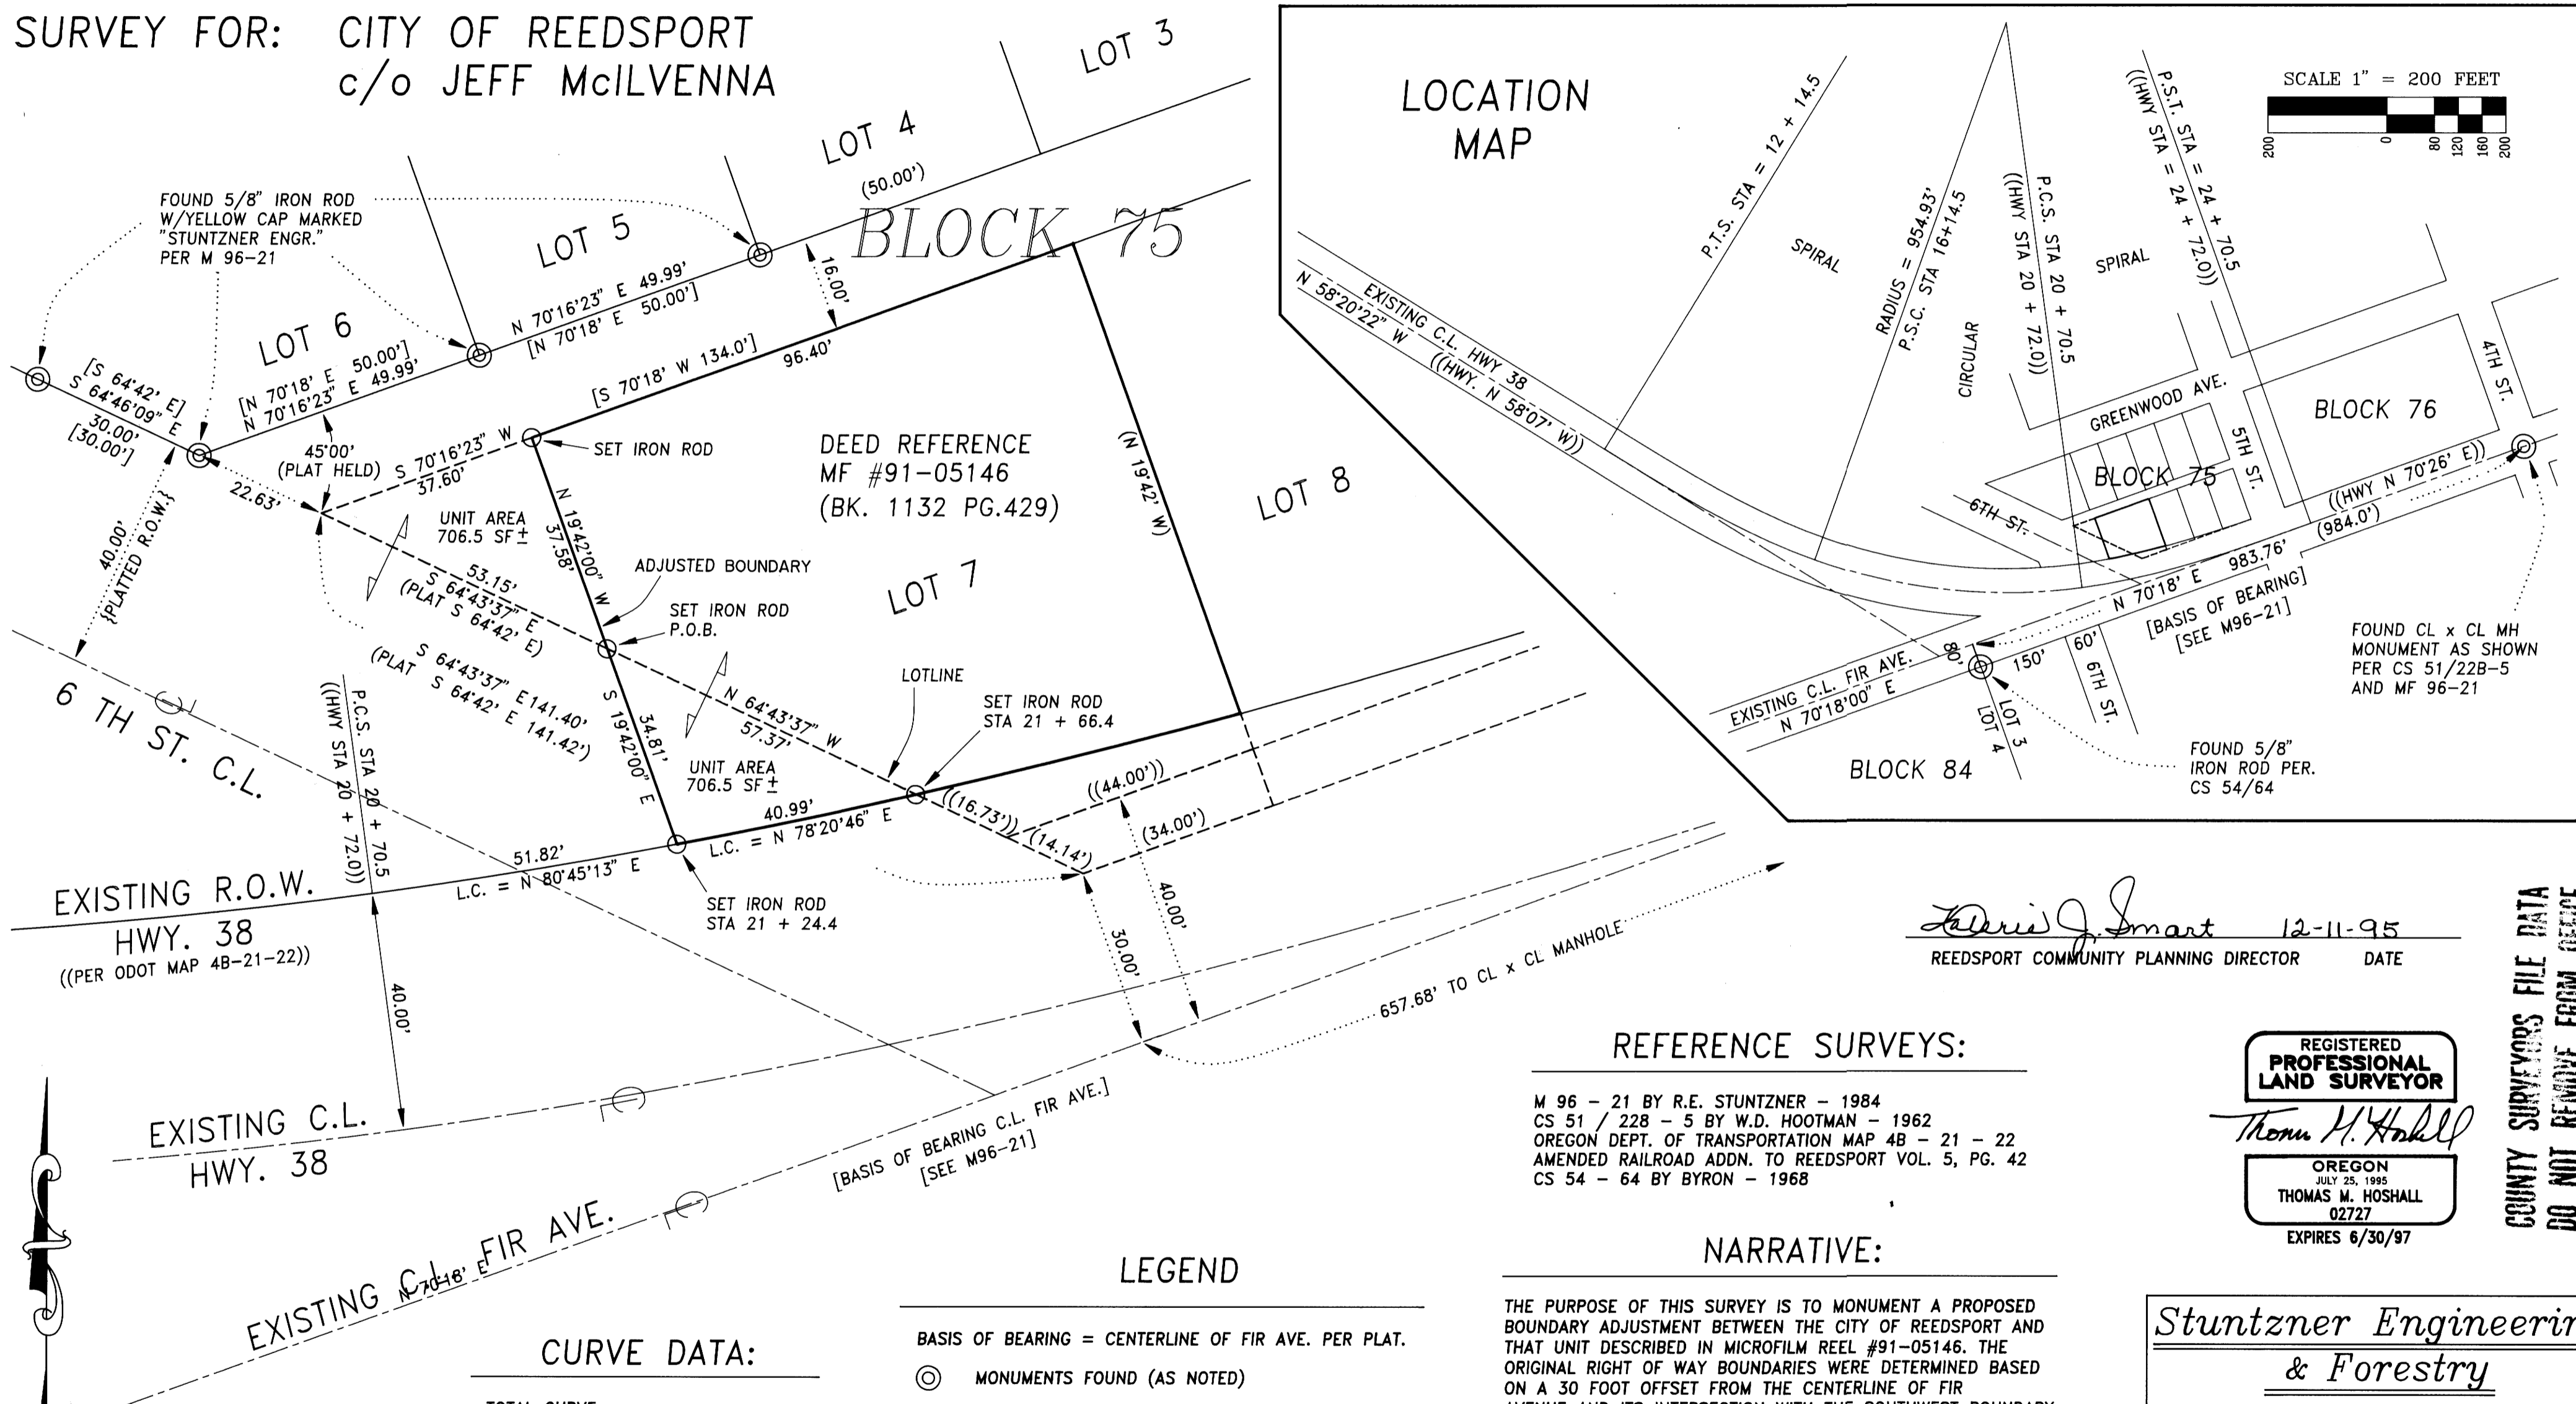 SURVEY FOR: CITY OF REEDSPORT
c/o JEFF McILVENNA
LOT 3
LOT 4
(50.00')
BLOCK 75
FOUND 5/8" IRON ROD
W/YELLOW CAP MARKED
"STUNTZNER ENGR."
PER M 96-21
LOT 5
N 70°16'23" E 49.99'
[N 70°18' E 50.00']
16.00'
LOT 6
[N 70°18' E 50.00']
N 70°16'23" E 49.99'
[S 64°42' E]
S 64°46'09" E
30.00'
[30.00']
[S 70°18' W 134.0']
96.40'
45°00'
(PLAT HELD)
S 70°16'23" W
37.60'
SET IRON ROD
22.63'
40.00'
{PLATTED R.O.W.}
DEED REFERENCE
MF #91-05146
(BK. 1132 PG.429)
(N 19°42' W)
LOT 8
UNIT AREA
706.5 SF±
N 19°42'00" W
37.58'
ADJUSTED BOUNDARY
LOT 7
53.15'
S 64°43'37" E
(PLAT S 64°42' E)
SET IRON ROD
P.O.B.
S 64°43'37" E 141.40'
(PLAT S 64°42' E 141.42')
LOTLINE
N 64°43'37" W
57.37'
SET IRON ROD
STA 21 + 66.4
34.81'
S 19°42'00" E
UNIT AREA
706.5 SF±
6 TH ST. C.L.
P.C.S. STA 20 + 70.5
((HWY STA 20 + 72.0))
40.99'
L.C. = N 78°20'46" E
((16.73'))
(14.14')
((44.00'))
(34.00')
51.82'
L.C. = N 80°45'13" E
SET IRON ROD
STA 21 + 24.4
EXISTING R.O.W.
HWY. 38
((PER ODOT MAP 4B-21-22))
40.00'
40.00'
30.00'
657.68' TO CL x CL MANHOLE
EXISTING C.L.
HWY. 38
[BASIS OF BEARING C.L. FIR AVE.]
[SEE M96-21]
EXISTING C.L. FIR AVE.
N 70°18' E
LOCATION
MAP
SCALE 1" = 200 FEET
200 0 80 120 160 200
P.T.S. STA = 12 + 14.5
SPIRAL
RADIUS = 954.93'
P.S.C. STA 16+14.5
CIRCULAR
P.C.S. STA 20 + 70.5
((HWY STA 20 + 72.0))
SPIRAL
P.S.T. STA = 24 + 70.5
((HWY STA = 24 + 72.0))
EXISTING C.L. HWY 38
N 58°20'22" W ((HWY. N 58°07' W))
GREENWOOD AVE.
BLOCK 75
BLOCK 76
4TH ST.
5TH ST.
6TH ST.
((HWY N 70°26' E))
(984.0')
N 70°18' E 983.76'
[BASIS OF BEARING]
[SEE M96-21]
EXISTING C.L. FIR AVE.
N 70°18'00" E
80'
150'
60'
6TH ST.
LOT 3
LOT 4
BLOCK 84
FOUND CL x CL MH
MONUMENT AS SHOWN
PER CS 51/22B-5
AND MF 96-21
FOUND 5/8"
IRON ROD PER.
CS 54/64
Valerie J. Smart 12-11-95
REEDSPORT COMMUNITY PLANNING DIRECTOR DATE
COUNTY SURVEYORS FILE DATA
DO NOT REMOVE FROM OFFICE
REFERENCE SURVEYS:
M 96 - 21 BY R.E. STUNTZNER - 1984
CS 51 / 228 - 5 BY W.D. HOOTMAN - 1962
OREGON DEPT. OF TRANSPORTATION MAP 4B - 21 - 22
AMENDED RAILROAD ADDN. TO REEDSPORT VOL. 5, PG. 42
CS 54 - 64 BY BYRON - 1968
REGISTERED
PROFESSIONAL
LAND SURVEYOR
Thomas M. Hoshall
OREGON
JULY 25, 1995
THOMAS M. HOSHALL
02727
EXPIRES 6/30/97
CURVE DATA:
TOTAL CURVE
LEGEND
BASIS OF BEARING = CENTERLINE OF FIR AVE. PER PLAT.
MONUMENTS FOUND (AS NOTED)
NARRATIVE:
THE PURPOSE OF THIS SURVEY IS TO MONUMENT A PROPOSED
BOUNDARY ADJUSTMENT BETWEEN THE CITY OF REEDSPORT AND
THAT UNIT DESCRIBED IN MICROFILM REEL #91-05146. THE
ORIGINAL RIGHT OF WAY BOUNDARIES WERE DETERMINED BASED
ON A 30 FOOT OFFSET FROM THE CENTERLINE OF FIR
AVENUE AND ITS INTERSECTION WITH THE SOUTHWEST BOUNDARY
Stuntzner Engineerin
& Forestry